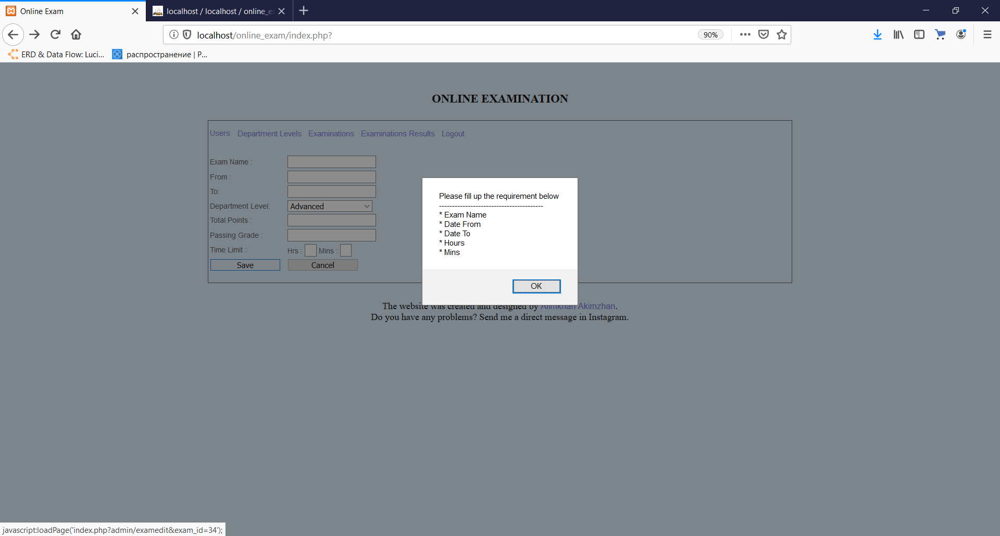 Online Exam
localhost / localhost / online_e
localhost/online_exam/index.php?
90%
ERD & Data Flow: Luci...
распространение | Р...
ONLINE EXAMINATION
Users Department Levels Examinations Examinations Results Logout
Exam Name :
From :
To:
Department Level: Advanced
Total Points :
Passing Grade :
Time Limit : Hrs : Mins :
Save Cancel
Please fill up the requirement below
----------------------------------------
* Exam Name
* Date From
* Date To
* Hours
* Mins
OK
The website was created and designed by Alimkhan Akimzhan.
Do you have any problems? Send me a direct message in Instagram.
javascript:loadPage('index.php?admin/examedit&exam_id=34');